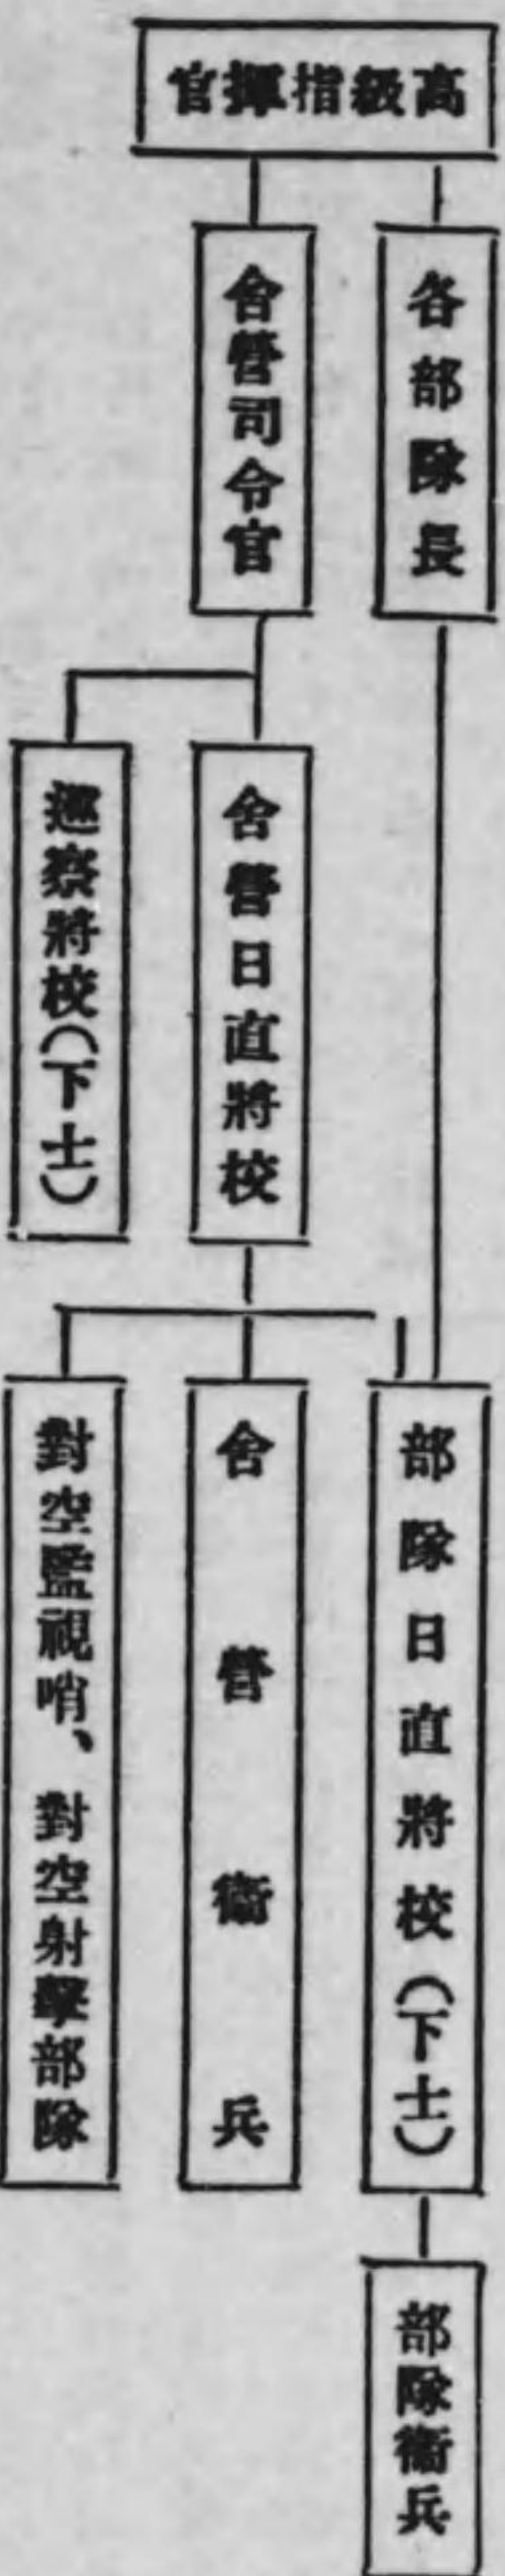 高級指揮官
各部隊長
舍營司令官
舍營日直將校
巡察將校(下士)
部隊日直將校(下士)
舍營衞兵
對空監視哨、對空射擊部隊
部隊衞兵